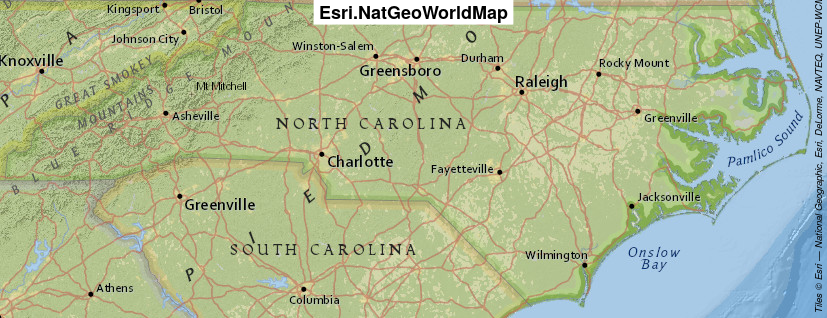 Esri.NatGeoWorldMap
Kingsport
Bristol
Johnson City
Knoxville
GREAT SMOKEY
MOUNTAINS
BLUE RIDGE MOUN
Mt Mitchell
Asheville
Winston-Salem
Greensboro
Durham
Raleigh
Rocky Mount
Greenville
Pamlico Sound
NORTH CAROLINA
PIEDMO
P
A
Charlotte
Fayetteville
Jacksonville
Greenville
SOUTH CAROLINA
Wilmington
Onslow
Bay
Athens
Columbia
Tiles © Esri — National Geographic, Esri, DeLorme, NAVTEQ, UNEP-WCM